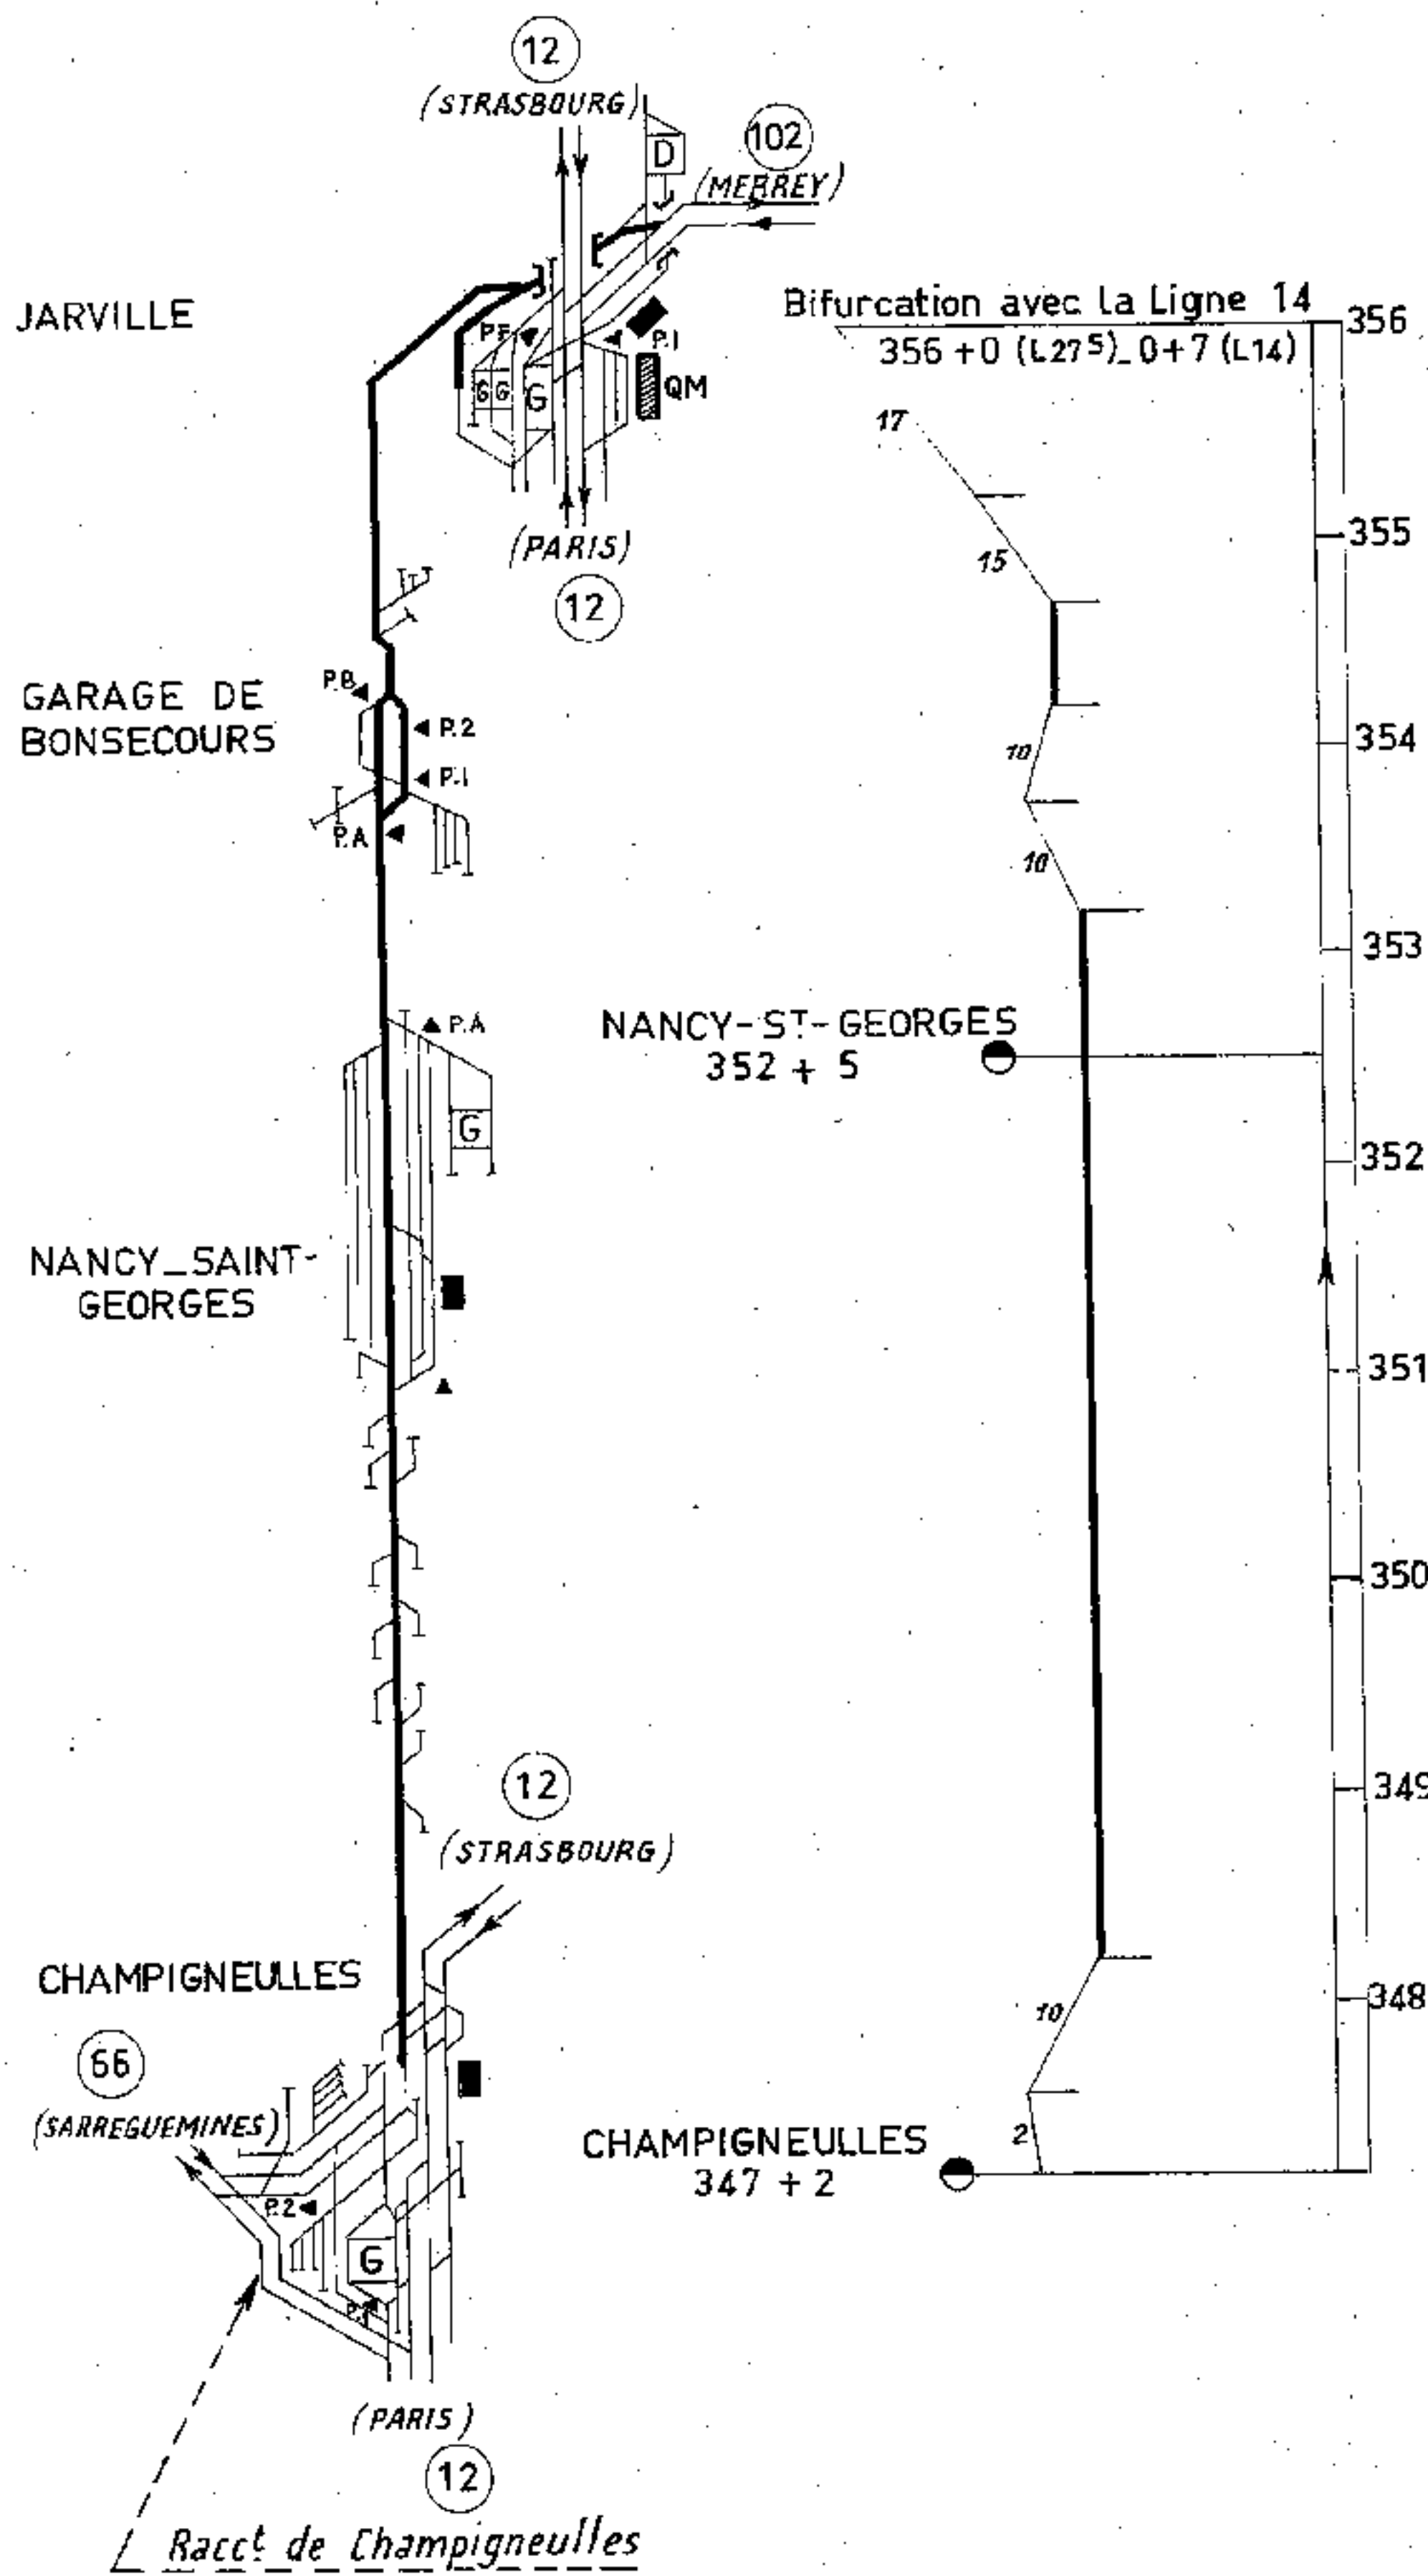 12
(STRASBOURG)
D
102
(MERREY)
JARVILLE
P.1
G G G
QM
(PARIS)
12
Bifurcation avec la Ligne 14
356 + 0 (L27 S)_0+7 (L14)
356
17
355
15
GARAGE DE
BONSECOURS
P.B
P.2
P.1
P.A
354
10
10
353
NANCY-ST-GEORGES
352 + 5
P.A
G
352
NANCY_SAINT-
GEORGES
351
350
349
12
(STRASBOURG)
CHAMPIGNEULLES
348
10
66
(SARREGUEMINES)
P.2
G
2
CHAMPIGNEULLES
347 + 2
(PARIS)
12
Racct de Champigneulles